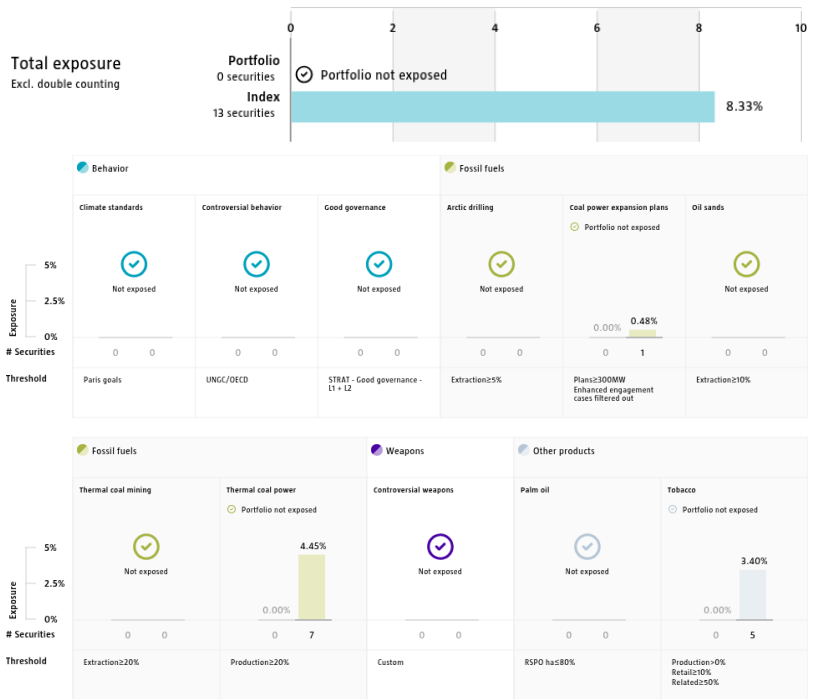 0 2 4 6 8 10
Total exposure
Excl. double counting
Portfolio
0 securities
Portfolio not exposed
Index
13 securities
8.33%
Behavior
Fossil fuels
Climate standards
Controversial behavior
Good governance
Arctic drilling
Coal power expansion plans
Oil sands
Portfolio not exposed
Not exposed
Not exposed
Not exposed
Not exposed
Not exposed
Exposure
5%
2.5%
0%
0.00%
0.48%
# Securities
0 0
0 0
0 0
0 0
0 1
0 0
Threshold
Paris goals
UNGC/OECD
STRAT - Good governance -
L1 + L2
Extraction≥5%
Plans≥300MW
Enhanced engagement
cases filtered out
Extraction≥10%
Fossil fuels
Weapons
Other products
Thermal coal mining
Thermal coal power
Controversial weapons
Palm oil
Tobacco
Portfolio not exposed
Portfolio not exposed
Not exposed
Not exposed
Not exposed
Exposure
5%
2.5%
0%
0.00%
4.45%
0.00%
3.40%
# Securities
0 0
0 7
0 0
0 0
0 5
Threshold
Extraction≥20%
Production≥20%
Custom
RSPO ha≤80%
Production>0%
Retail≥10%
Related≥50%